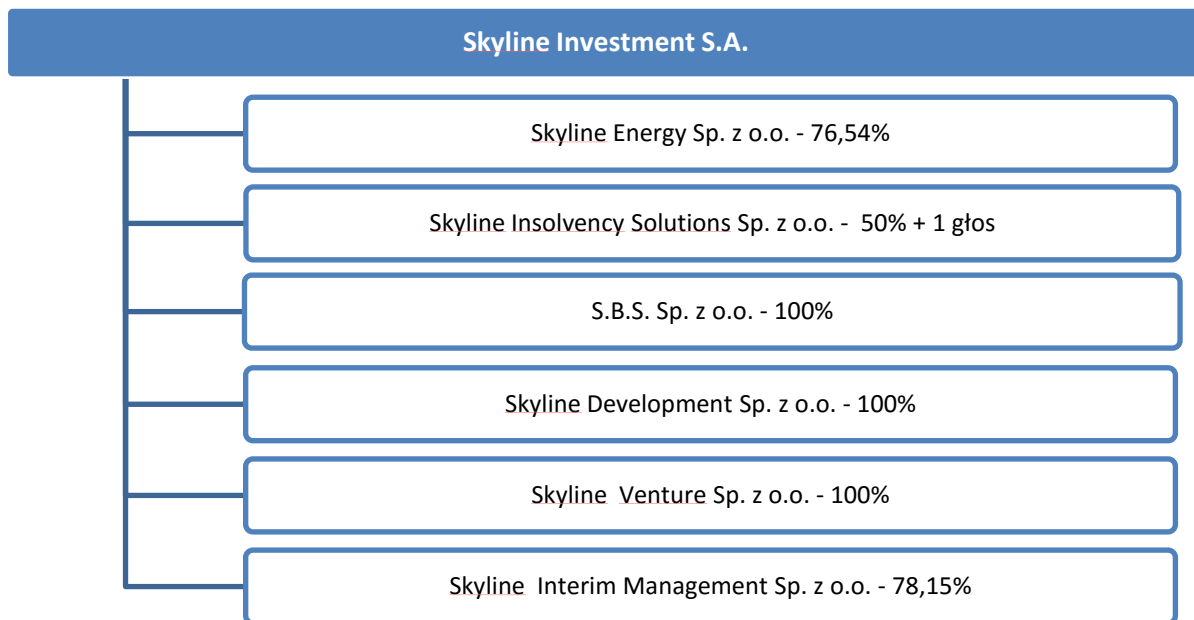 Skyline Investment S.A.
Skyline Energy Sp. z o.o. - 76,54%
Skyline Insolvency Solutions Sp. z o.o. - 50% + 1 głos
S.B.S. Sp. z o.o. - 100%
Skyline Development Sp. z o.o. - 100%
Skyline Venture Sp. z o.o. - 100%
Skyline Interim Management Sp. z o.o. - 78,15%